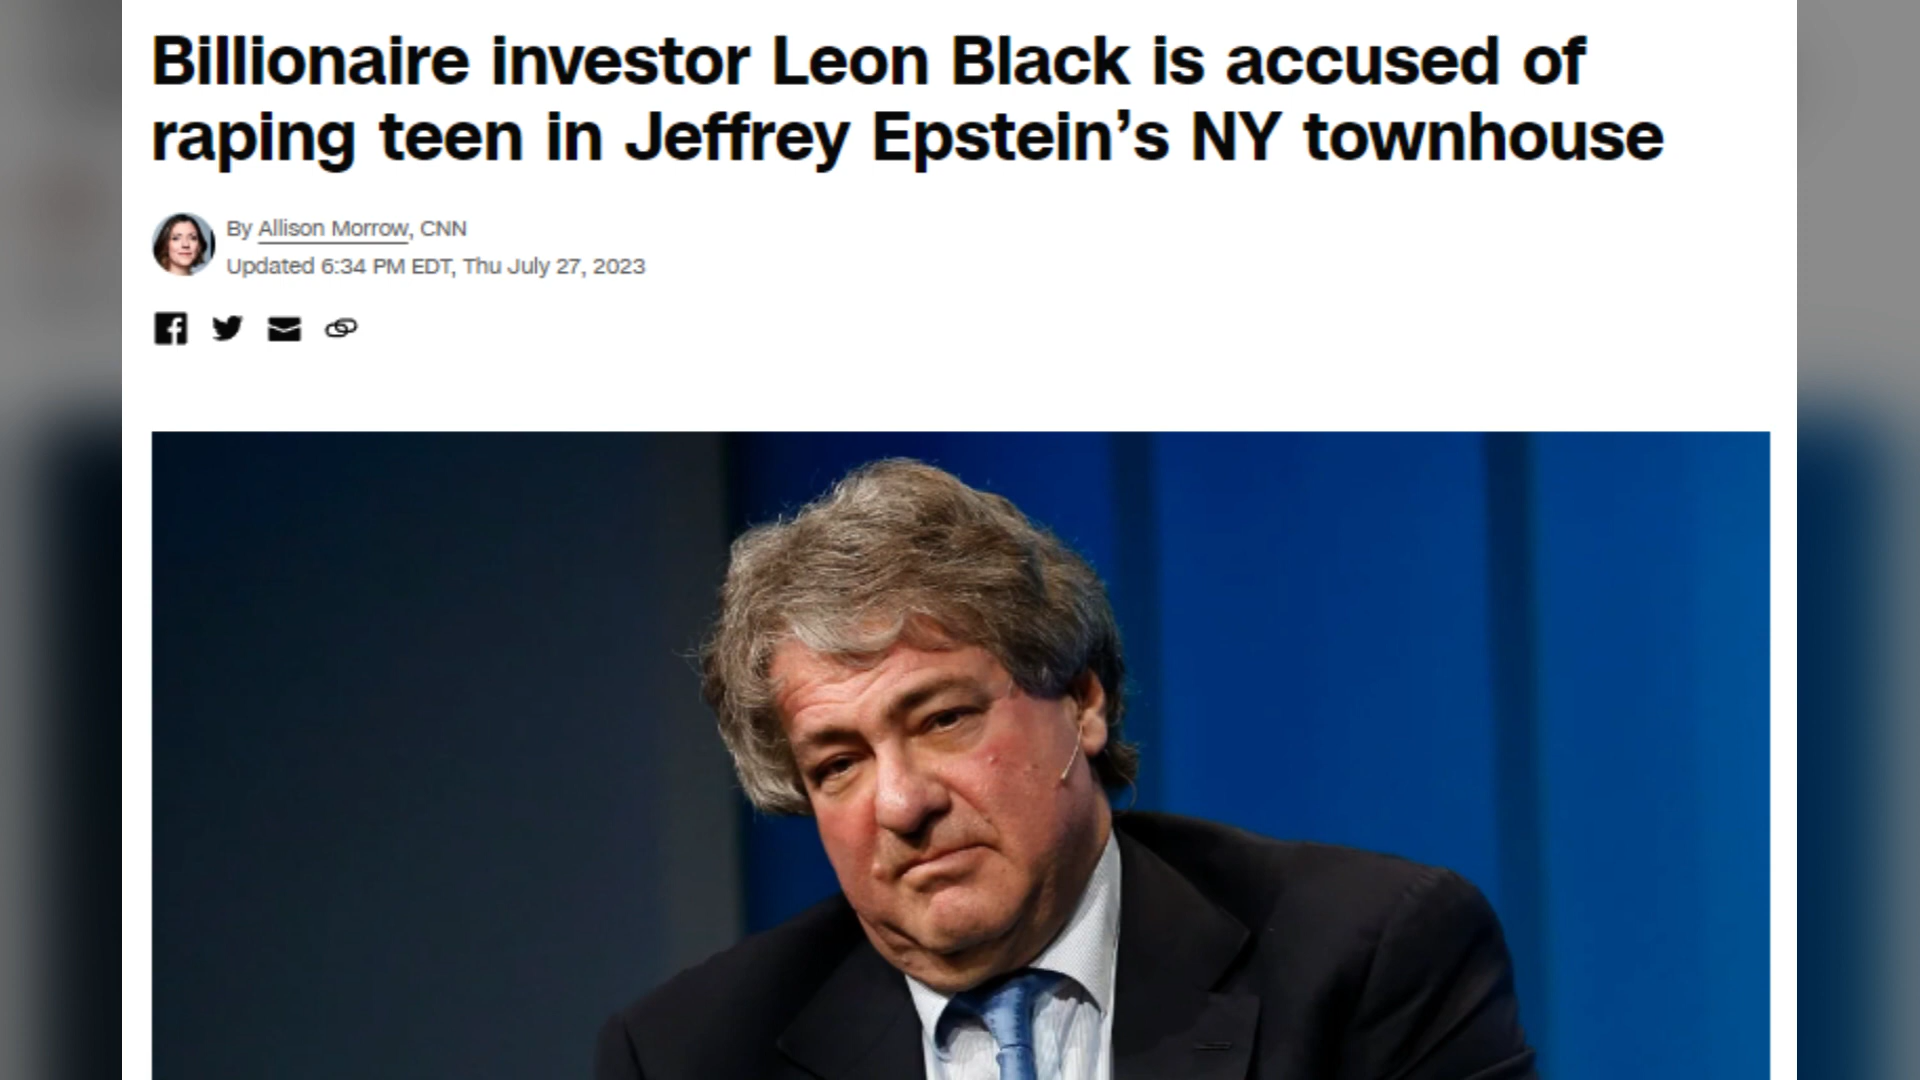 Billionaire investor Leon Black is accused of
raping teen in Jeffrey Epstein’s NY townhouse
By Allison Morrow, CNN
Updated 6:34 PM EDT, Thu July 27, 2023